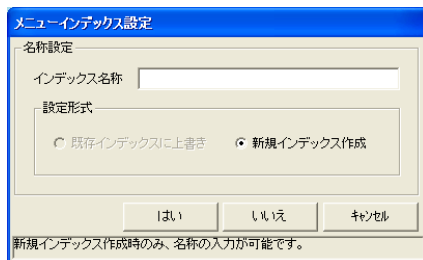 メニューインデックス設定
名称設定
インデックス名称
設定形式
既存インデックスに上書き
新規インデックス作成
はい
いいえ
キャンセル
新規インデックス作成時のみ、名称の入力が可能です。